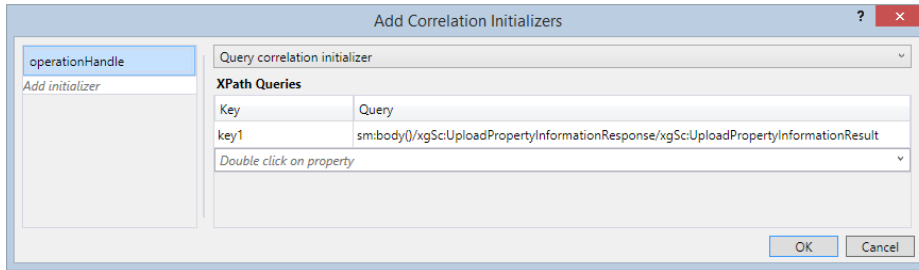 Add Correlation Initializers
?
×
operationHandle
Add initializer
Query correlation initializer
XPath Queries
Key Query
key1 sm:body()/xgSc:UploadPropertyInformationResponse/xgSc:UploadPropertyInformationResult
Double click on property
OK Cancel